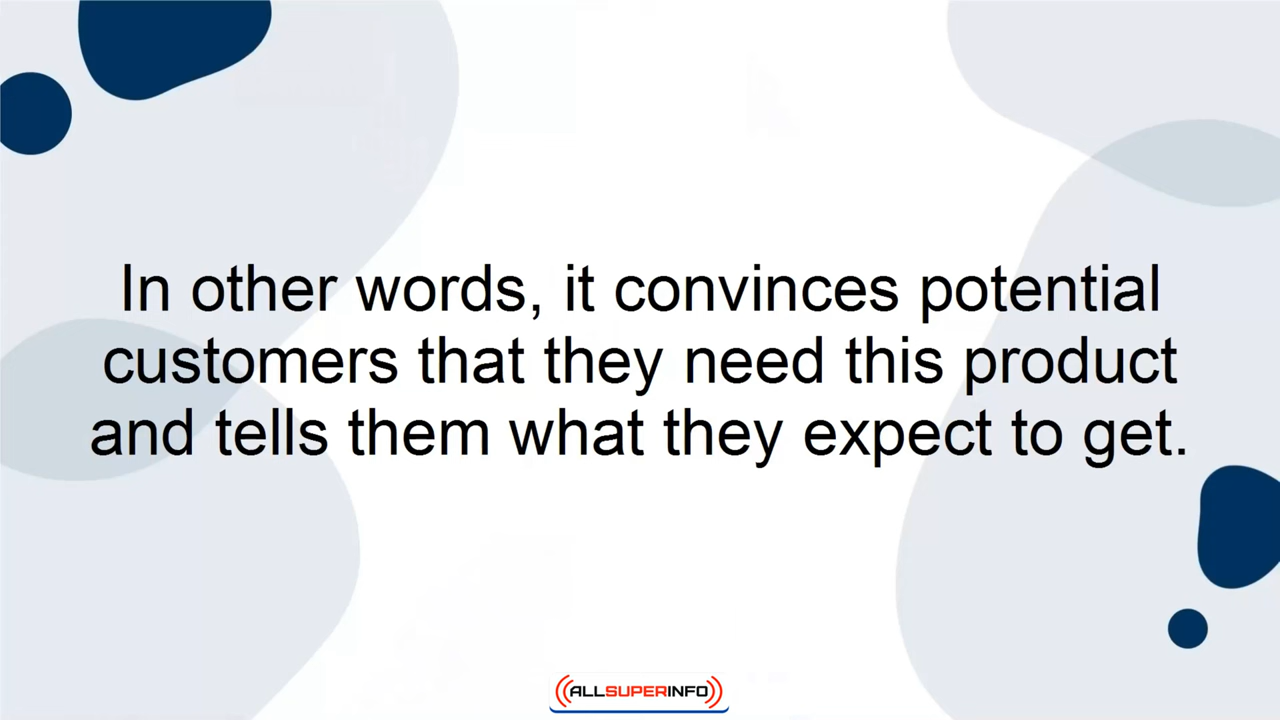 In other words, it convinces potential
customers that they need this product
and tells them what they expect to get.
ALLSUPERINFO